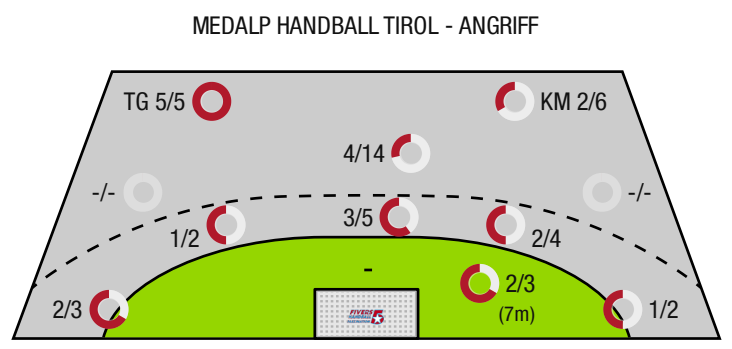 MEDALP HANDBALL TIROL - ANGRIFF
TG 5/5
KM 2/6
4/14
-/-
-/-
1/2
3/5
2/4
-
2/3
2/3
(7m)
1/2
FIVERS